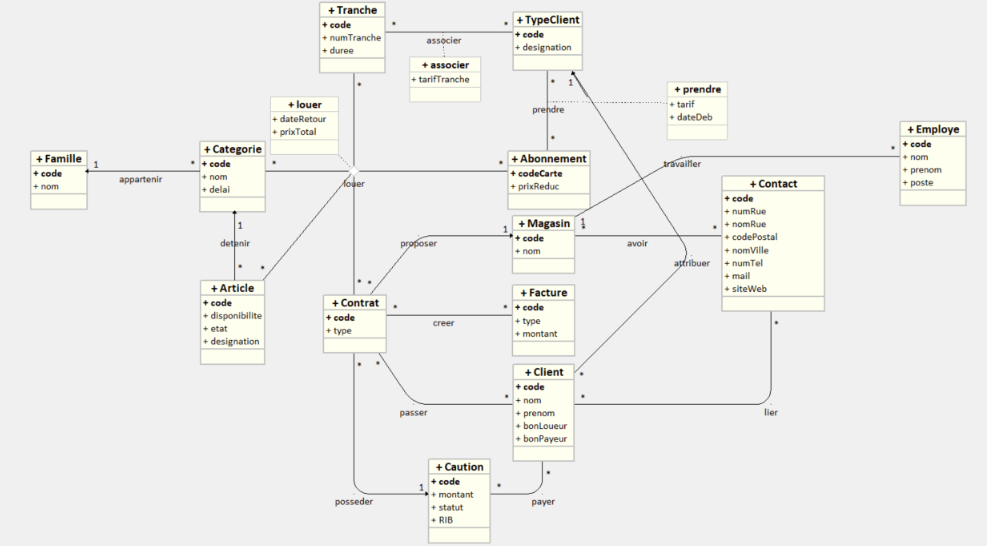 + Tranche
+ code
+ numTranche
+ duree
*
associer
*
+ TypeClient
+ code
+ designation
+ associer
+ tarifTranche
*
*
1
prendre
+ prendre
+ tarif
+ dateDeb
*
+ louer
+ dateRetour
+ prixTotal
+ Famille
+ code
+ nom
1
appartenir
*
+ Categorie
+ code
+ nom
+ delai
*
louer
*
+ Abonnement
+ codeCarte
+ prixReduc
travailler
*
+ Employe
+ code
+ nom
+ prenom
+ poste
1
detenir
*
*
proposer
1
+ Magasin
+ code
+ nom
1
*
avoir
*
+ Contact
+ code
+ numRue
+ nomRue
+ codePostal
+ nomVille
+ numTel
+ mail
+ siteWeb
attribuer
+ Article
+ code
+ disponibilite
+ etat
+ designation
* *
+ Contrat
+ code
+ type
*
creer
*
+ Facture
+ code
+ type
+ montant
*
* *
passer
*
+ Client
+ code
+ nom
+ prenom
+ bonLoueur
+ bonPayeur
*
*
lier
posseder
1
+ Caution
+ code
+ montant
+ statut
+ RIB
*
payer
*